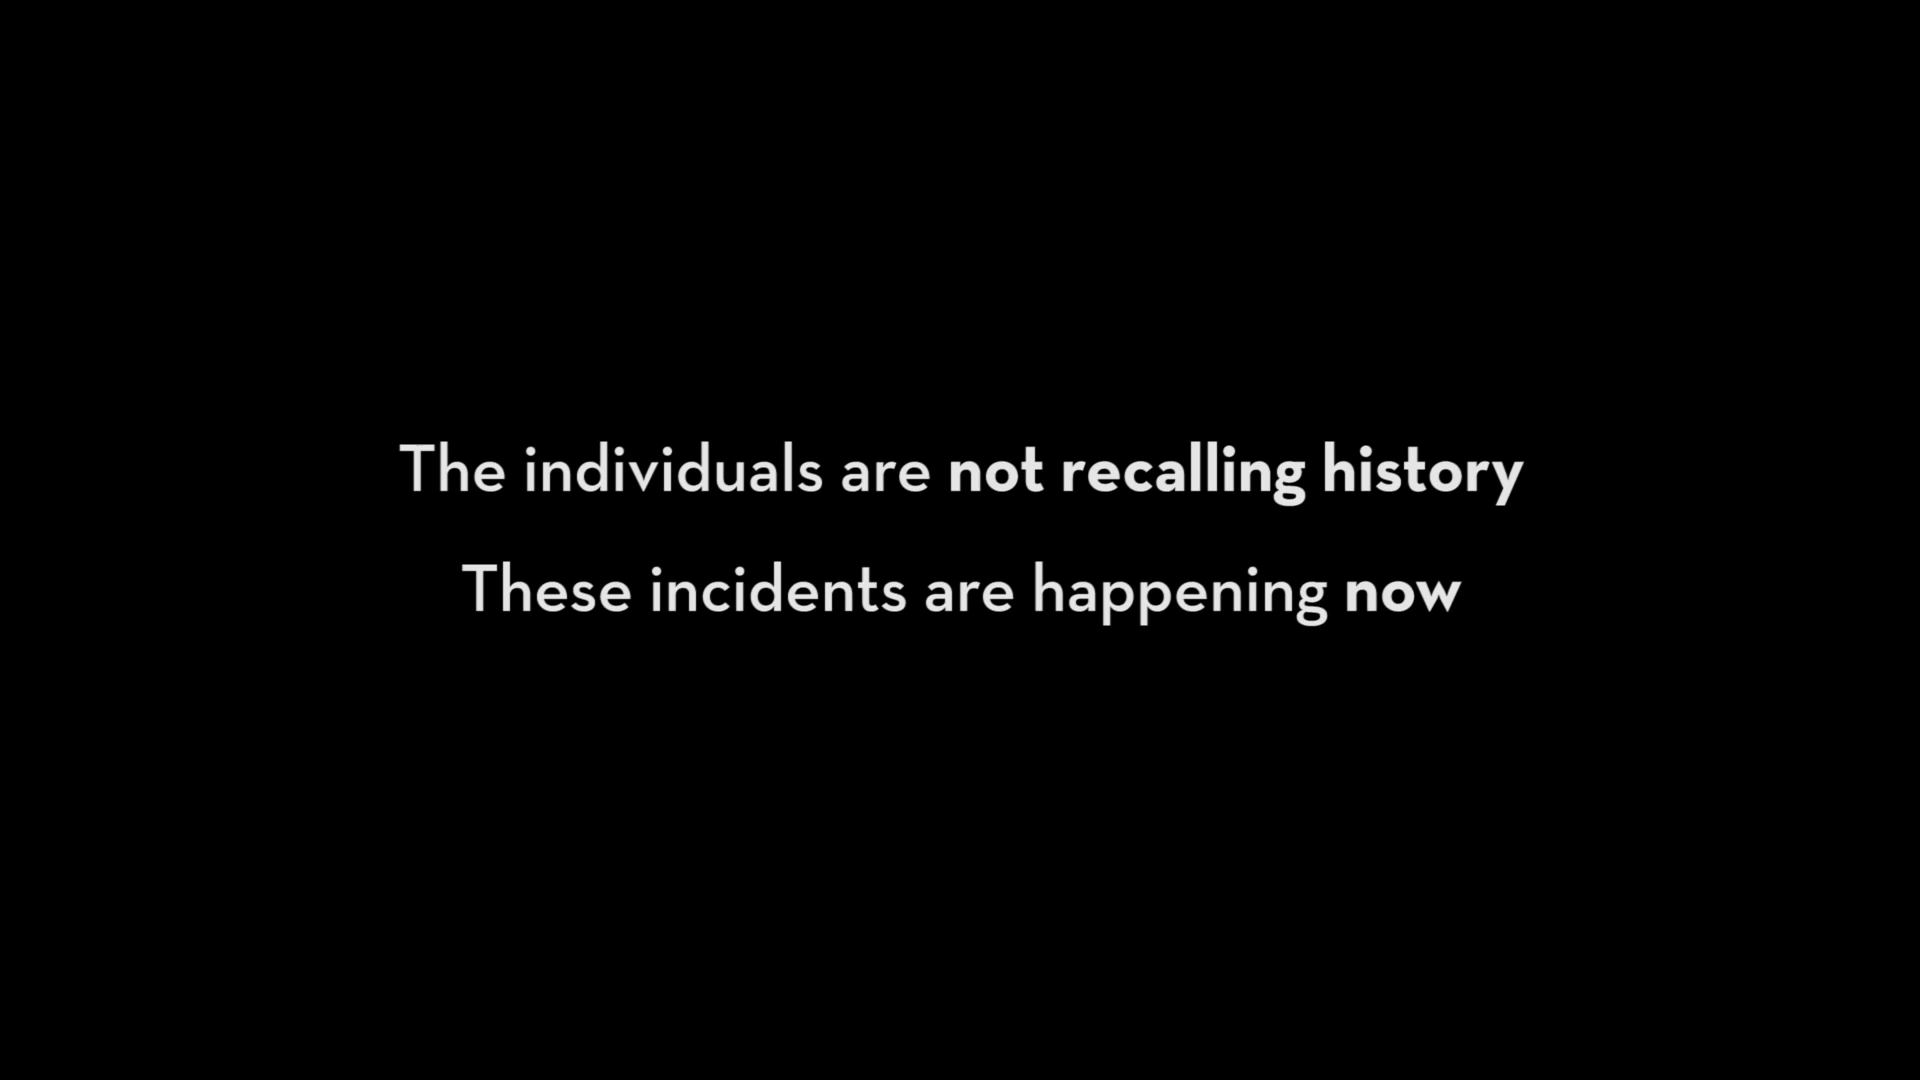 The individuals are not recalling history
These incidents are happening now